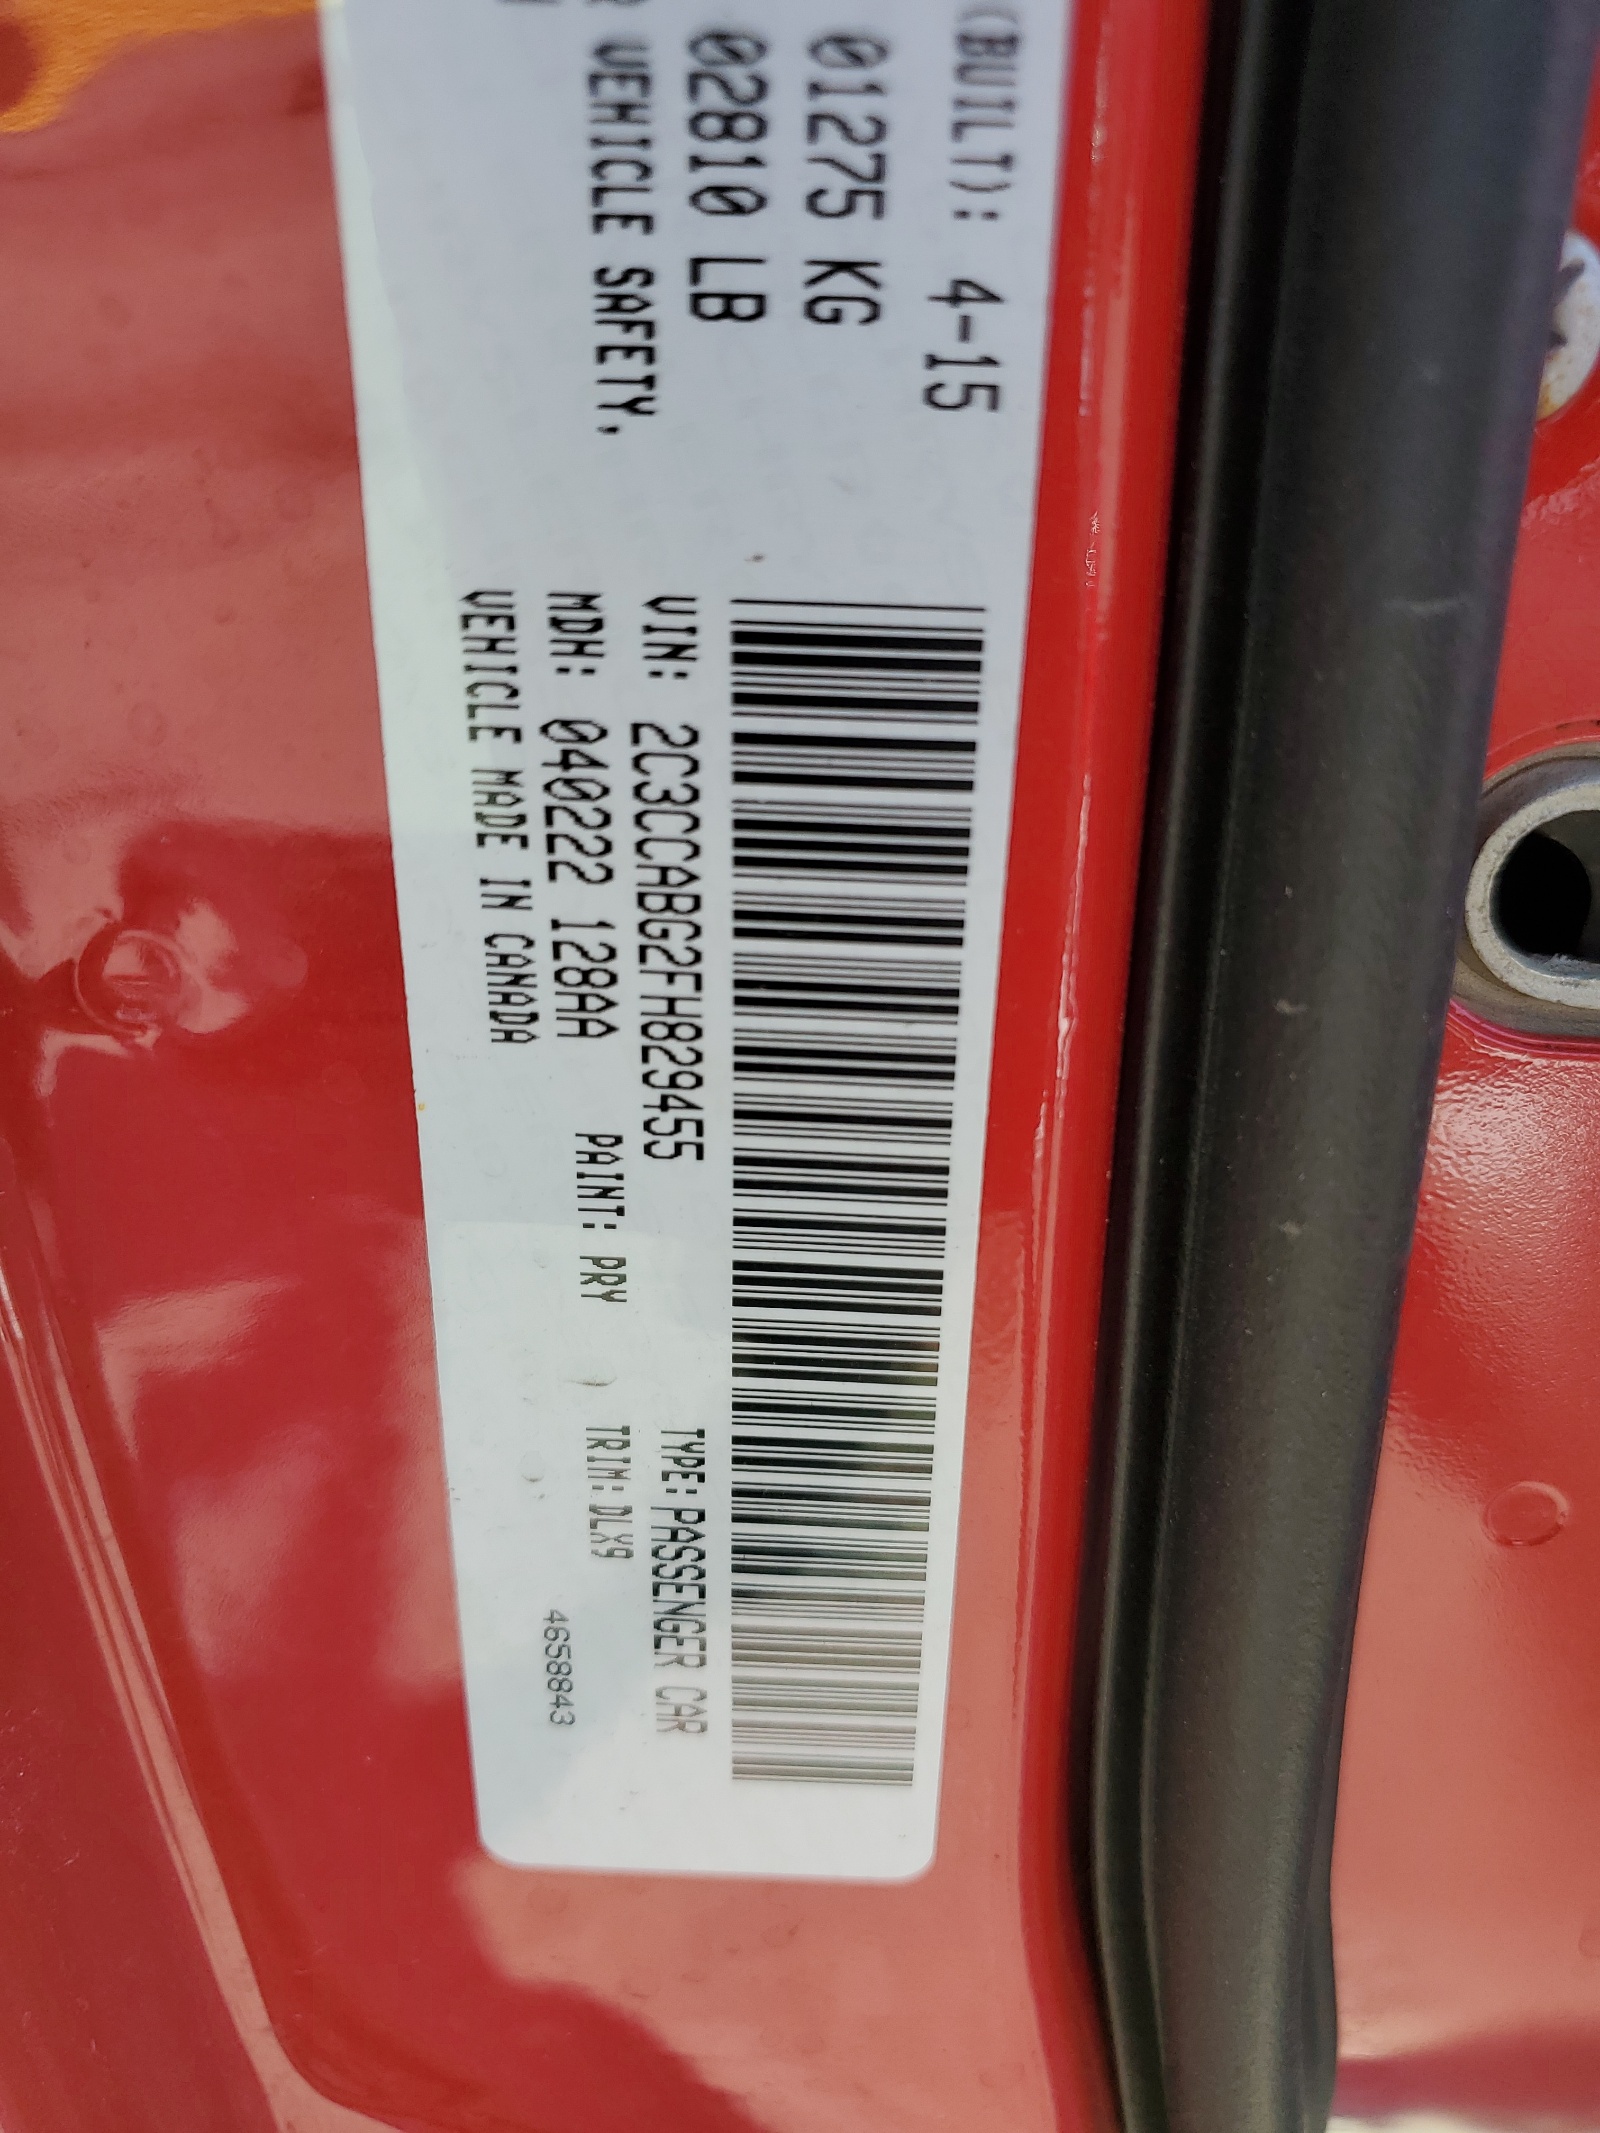 (BUILT): 4-15
01275 KG
02810 LB
VEHICLE SAFETY,
VIN: 2C3CCABG2FH829455
TYPE: PASSENGER CAR
MDH: 040222 128AA
PAINT: PRY
TRIM: DLX9
VEHICLE MADE IN CANADA
4658843